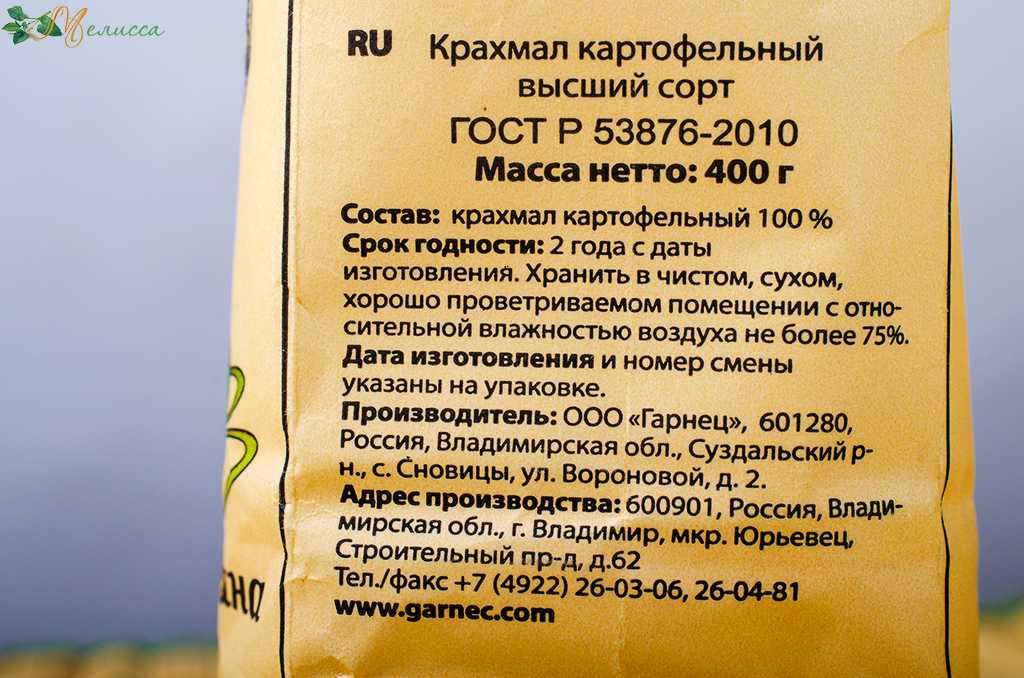 Мелисса
RU Крахмал картофельный
высший сорт
ГОСТ Р 53876-2010
Масса нетто: 400 г
Состав: крахмал картофельный 100 %
Срок годности: 2 года с даты
изготовления. Хранить в чистом, сухом,
хорошо проветриваемом помещении с отно-
сительной влажностью воздуха не более 75%.
Дата изготовления и номер смены
указаны на упаковке.
Производитель: ООО «Гарнец», 601280,
Россия, Владимирская обл., Суздальский р-
н., с. Сновицы, ул. Вороновой, д. 2.
Адрес производства: 600901, Россия, Влади-
мирская обл., г. Владимир, мкр. Юрьевец,
Строительный пр-д, д.62
Тел./факс +7 (4922) 26-03-06, 26-04-81
www.garnec.com